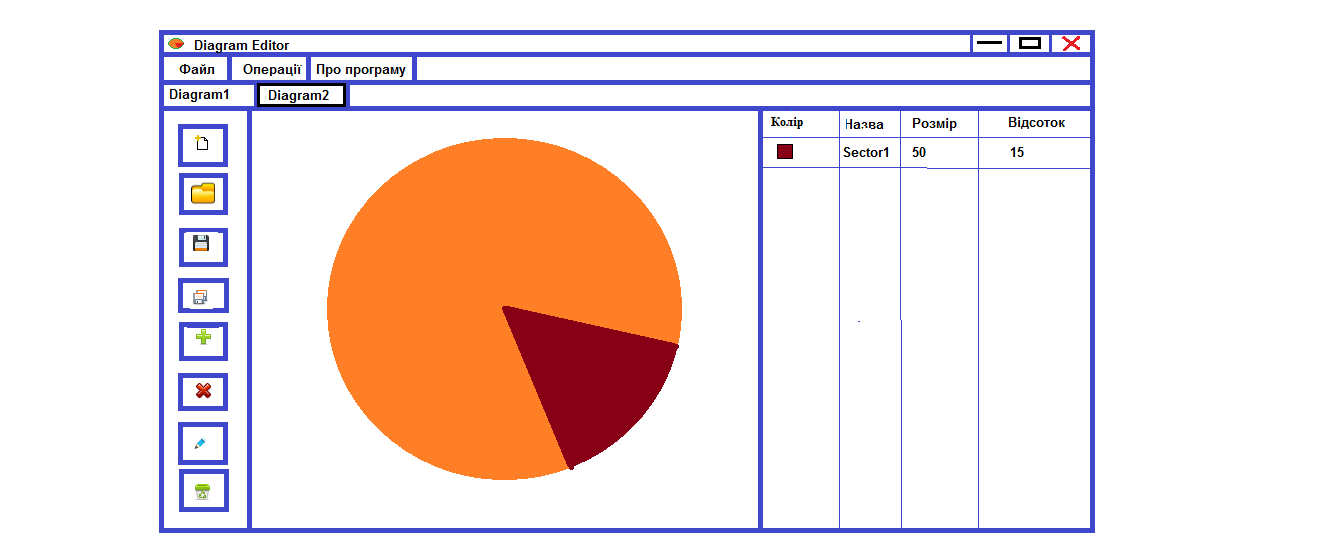 Diagram Editor
Файл Операції Про програму
Diagram1 Diagram2
Колір Назва Розмір Відсоток
Sector1 50 15